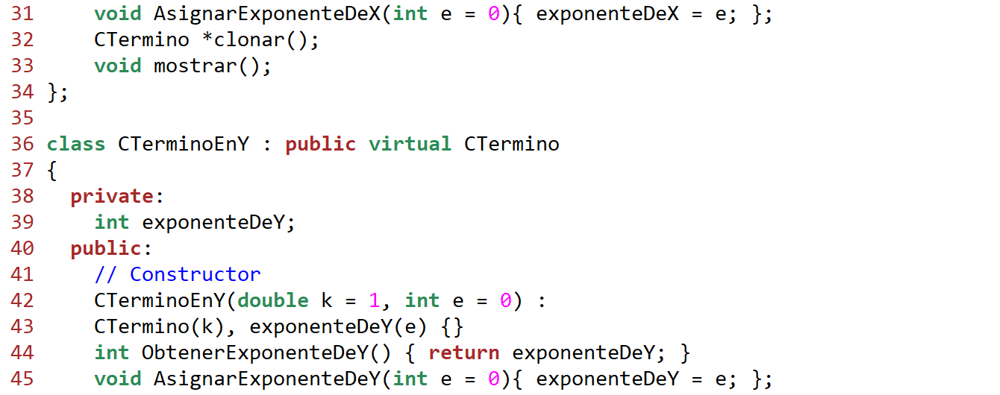 31     void AsignarExponenteDeX(int e = 0){ exponenteDeX = e; };
32     CTermino *clonar();
33     void mostrar();
34 };
35
36 class CTerminoEnY : public virtual CTermino
37 {
38   private:
39     int exponenteDeY;
40   public:
41     // Constructor
42     CTerminoEnY(double k = 1, int e = 0) :
43     CTermino(k), exponenteDeY(e) {}
44     int ObtenerExponenteDeY() { return exponenteDeY; }
45     void AsignarExponenteDeY(int e = 0){ exponenteDeY = e; };